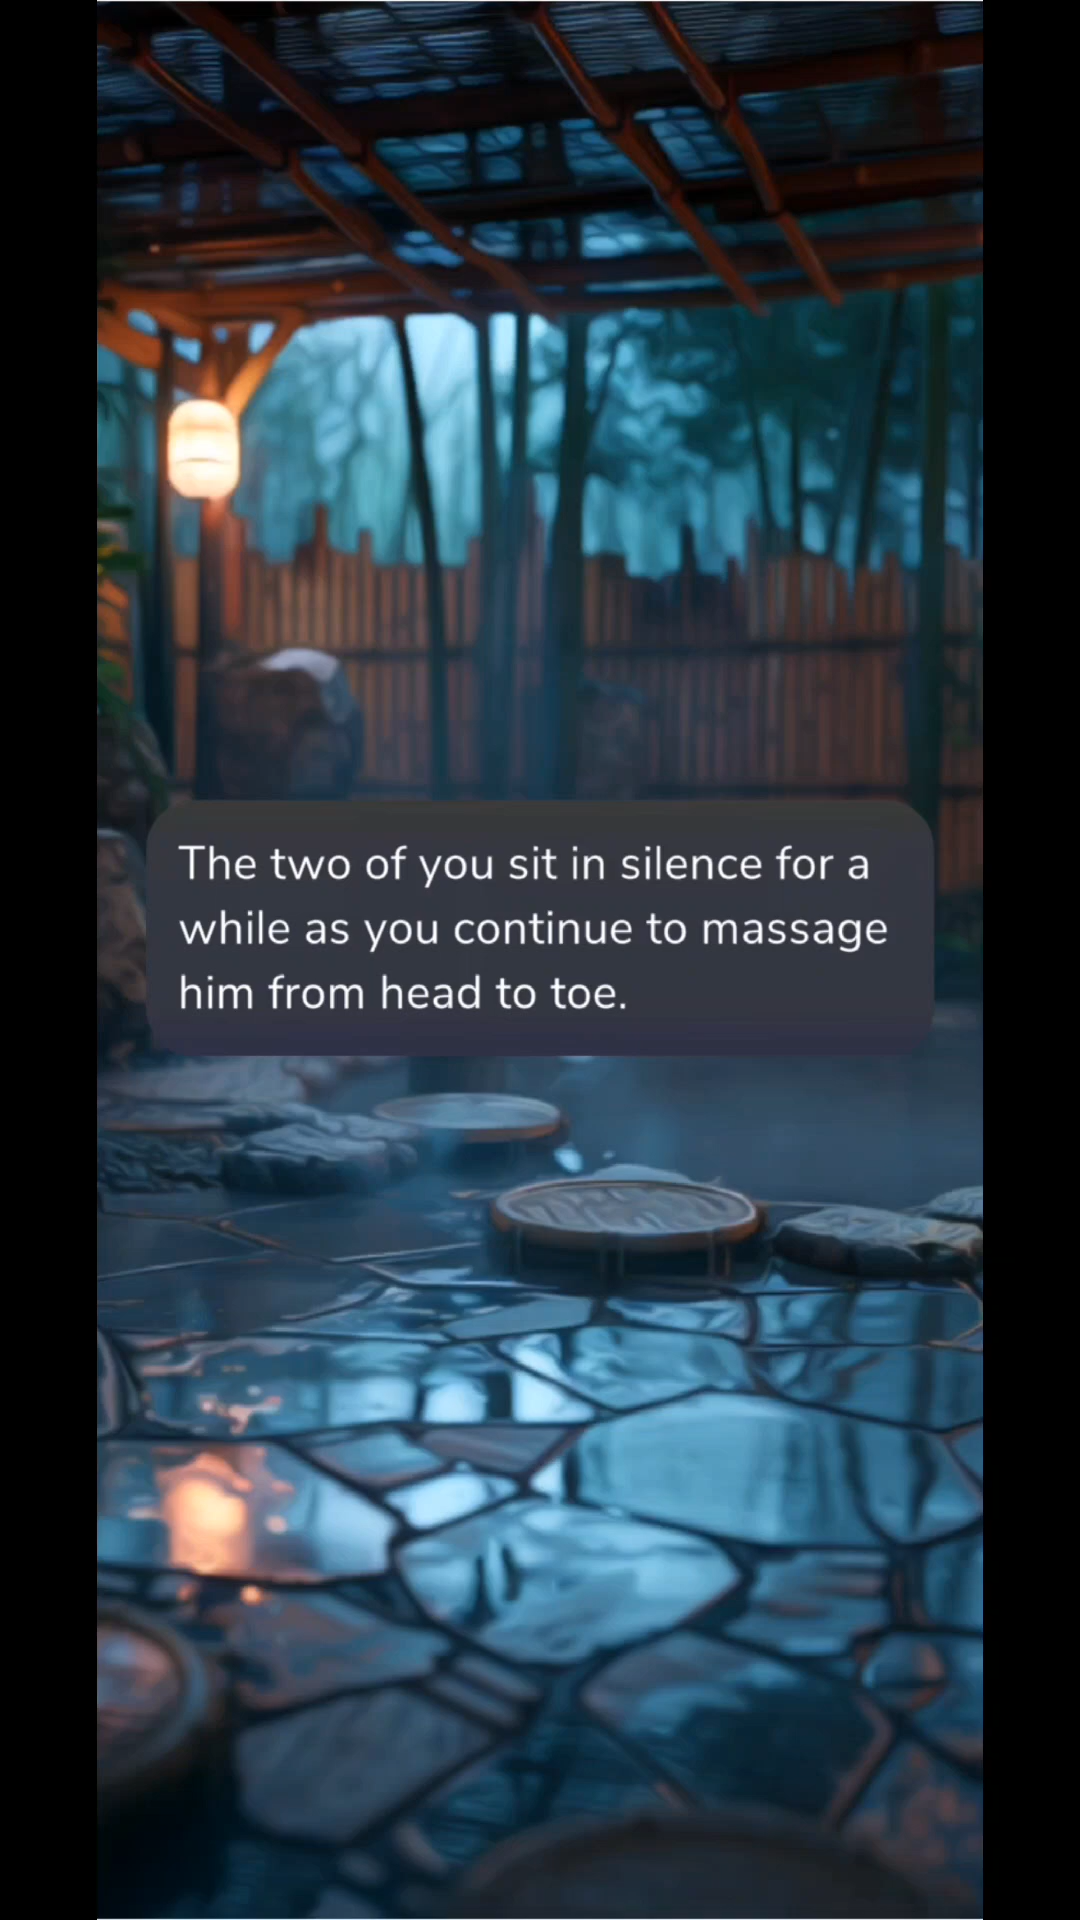 The two of you sit in silence for a
while as you continue to massage
him from head to toe.